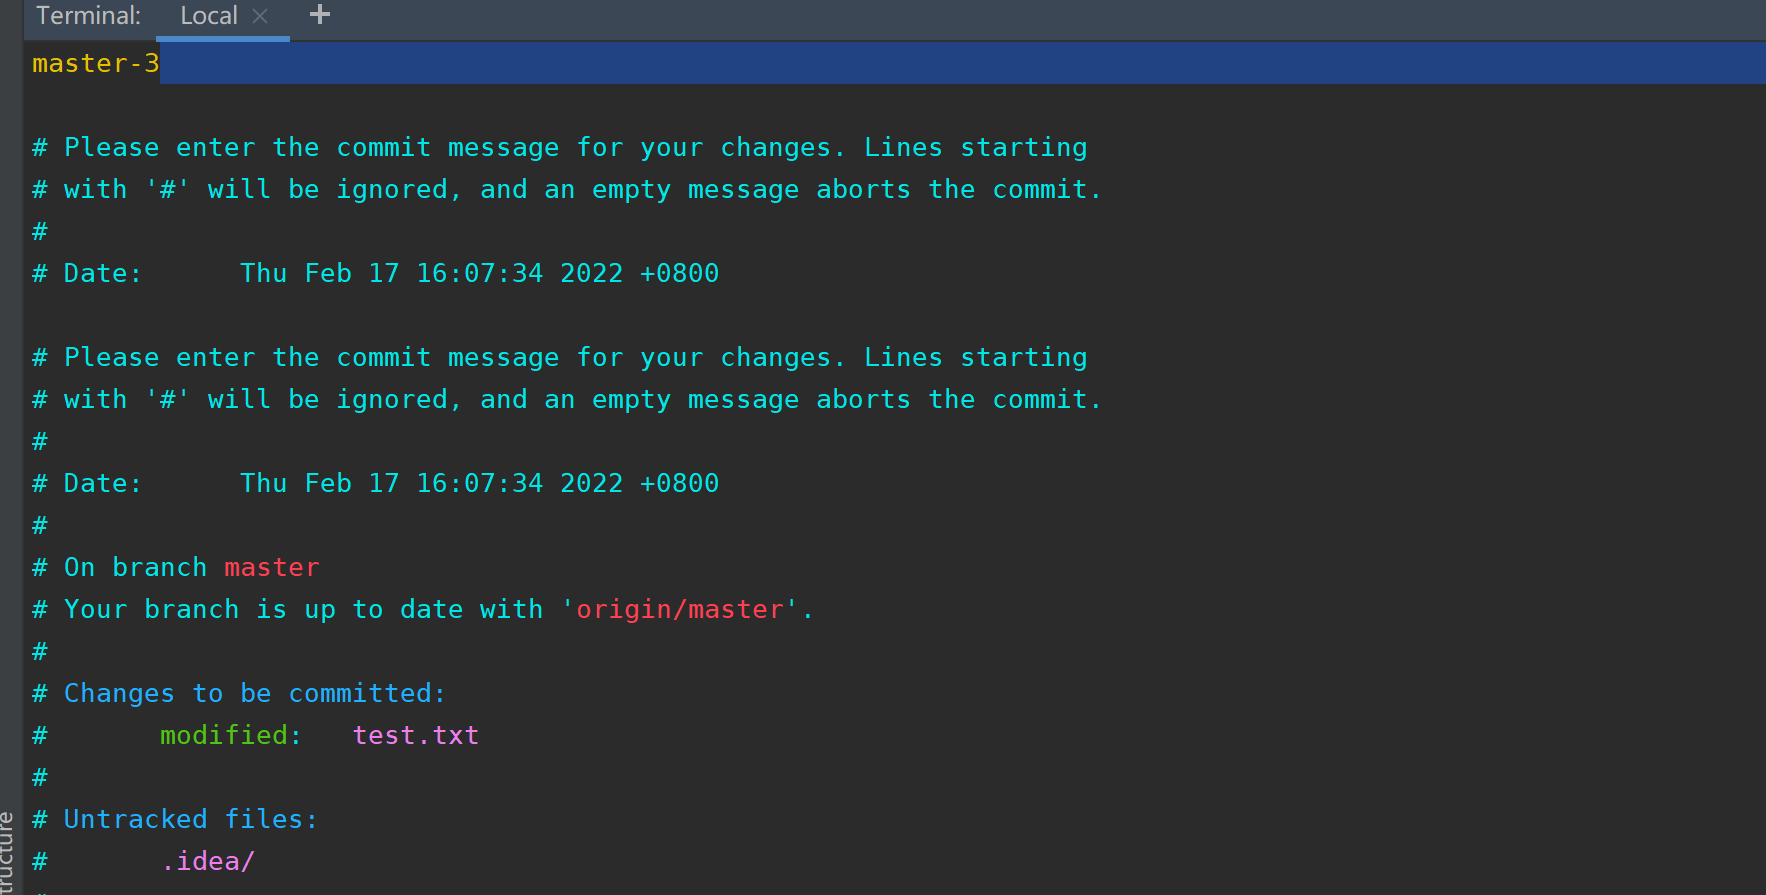 Terminal: Local × +
master-3

# Please enter the commit message for your changes. Lines starting
# with '#' will be ignored, and an empty message aborts the commit.
#
# Date:      Thu Feb 17 16:07:34 2022 +0800

# Please enter the commit message for your changes. Lines starting
# with '#' will be ignored, and an empty message aborts the commit.
#
# Date:      Thu Feb 17 16:07:34 2022 +0800
#
# On branch master
# Your branch is up to date with 'origin/master'.
#
# Changes to be committed:
#       modified:   test.txt
#
# Untracked files:
#       .idea/
tructure